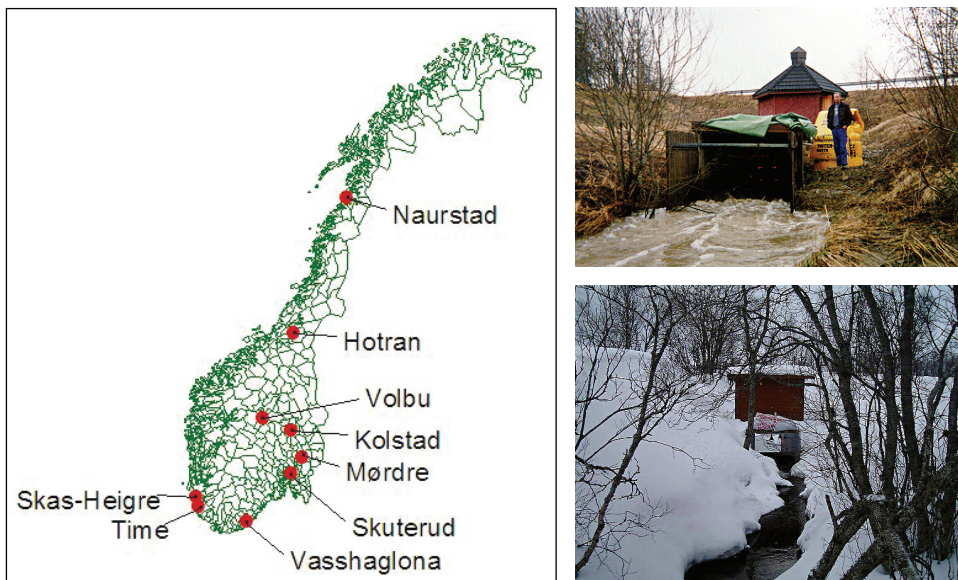 Naurstad
Hotran
Volbu
Kolstad
Mørdre
Skas-Heigre
Time
Skuterud
Vasshaglona